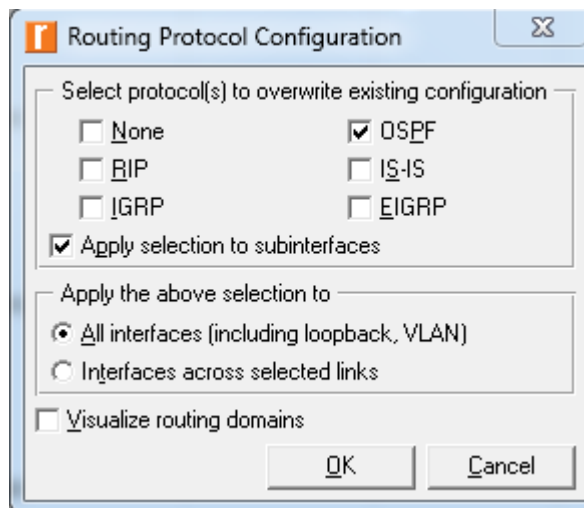 Routing Protocol Configuration
Select protocol(s) to overwrite existing configuration
None OSPF
RIP IS-IS
IGRP EIGRP
Apply selection to subinterfaces
Apply the above selection to
All interfaces (including loopback, VLAN)
Interfaces across selected links
Visualize routing domains
OK Cancel